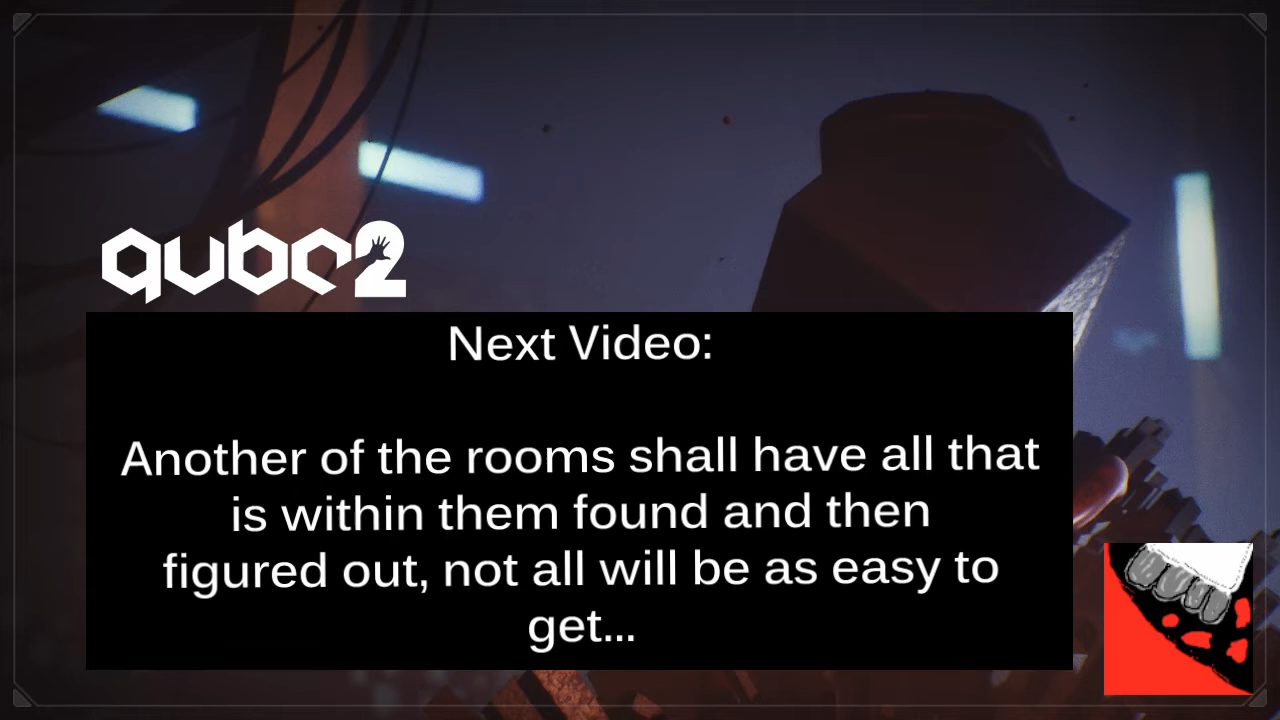 qube2
Next Video:
Another of the rooms shall have all that
is within them found and then
figured out, not all will be as easy to
get...